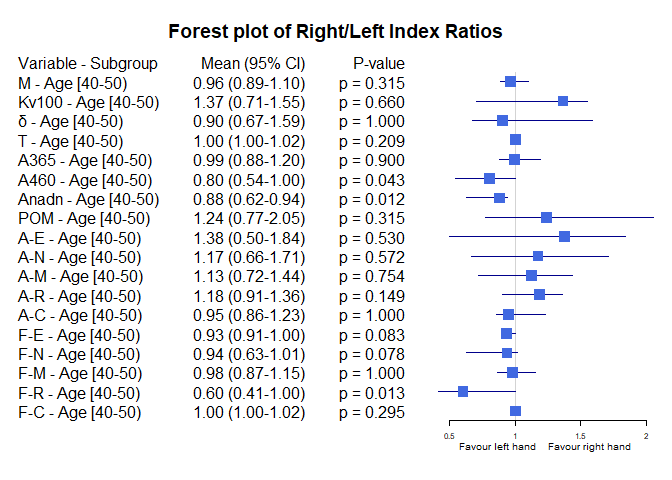 Forest plot of Right/Left Index Ratios
Variable - Subgroup Mean (95% CI) P-value
M - Age [40-50) 0.96 (0.89-1.10) p = 0.315
Kv100 - Age [40-50) 1.37 (0.71-1.55) p = 0.660
δ - Age [40-50) 0.90 (0.67-1.59) p = 1.000
T - Age [40-50) 1.00 (1.00-1.02) p = 0.209
A365 - Age [40-50) 0.99 (0.88-1.20) p = 0.900
A460 - Age [40-50) 0.80 (0.54-1.00) p = 0.043
Anadn - Age [40-50) 0.88 (0.62-0.94) p = 0.012
POM - Age [40-50) 1.24 (0.77-2.05) p = 0.315
A-E - Age [40-50) 1.38 (0.50-1.84) p = 0.530
A-N - Age [40-50) 1.17 (0.66-1.71) p = 0.572
A-M - Age [40-50) 1.13 (0.72-1.44) p = 0.754
A-R - Age [40-50) 1.18 (0.91-1.36) p = 0.149
A-C - Age [40-50) 0.95 (0.86-1.23) p = 1.000
F-E - Age [40-50) 0.93 (0.91-1.00) p = 0.083
F-N - Age [40-50) 0.94 (0.63-1.01) p = 0.078
F-M - Age [40-50) 0.98 (0.87-1.15) p = 1.000
F-R - Age [40-50) 0.60 (0.41-1.00) p = 0.013
F-C - Age [40-50) 1.00 (1.00-1.02) p = 0.295
0.5 1 1.5 2
Favour left hand Favour right hand